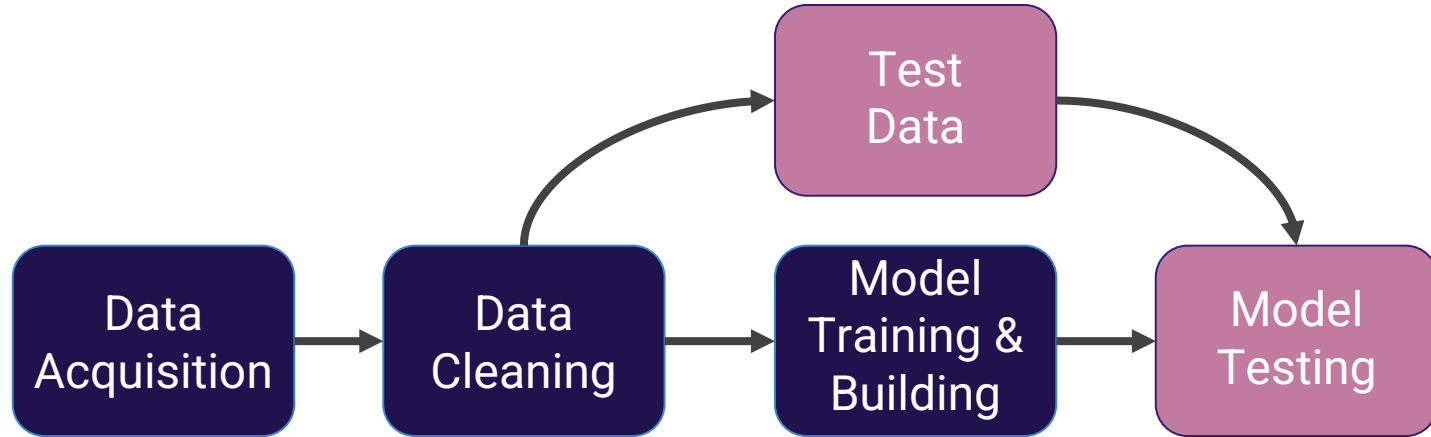 Test
Data
Data
Acquisition
Data
Cleaning
Model
Training &
Building
Model
Testing